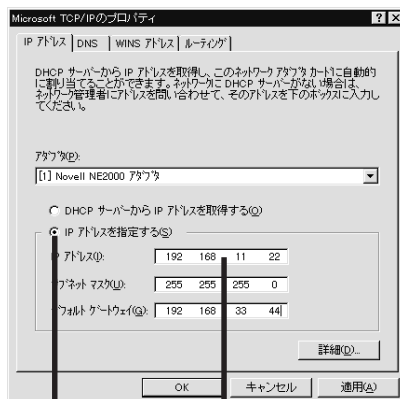 Microsoft TCP/IPのプロパティ
IP アドレス DNS WINS アドレス ルーティング
DHCP サーバーから IP アドレスを取得し、このネットワーク アダプタ カードに自動的
に割り当てることができます。ネットワークに DHCP サーバーがない場合は、
ネットワーク管理者にアドレスを問い合わせて、そのアドレスを下のボックスに入力し
てください。
アダプタ(P):
[1] Novell NE2000 アダプタ
DHCP サーバーから IP アドレスを取得する(O)
IP アドレスを指定する(S)
アドレス(I): 192 168 11 22
ブネット マスク(U): 255 255 255 0
フォルト ゲートウェイ(G): 192 168 33 44
詳細(D)...
OK キャンセル 適用(A)